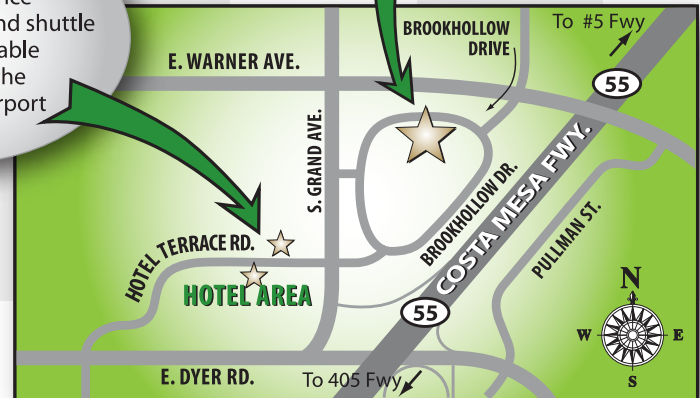 nd shuttle
able
he
rport
To #5 Fwy
BROOKHOLLOW
DRIVE
E. WARNER AVE.
55
S. GRAND AVE.
COSTA MESA FWY.
BROOKHOLLOW DR.
PULLMAN ST.
HOTEL TERRACE RD.
HOTEL AREA
55
N
W E
S
E. DYER RD.
To 405 Fwy